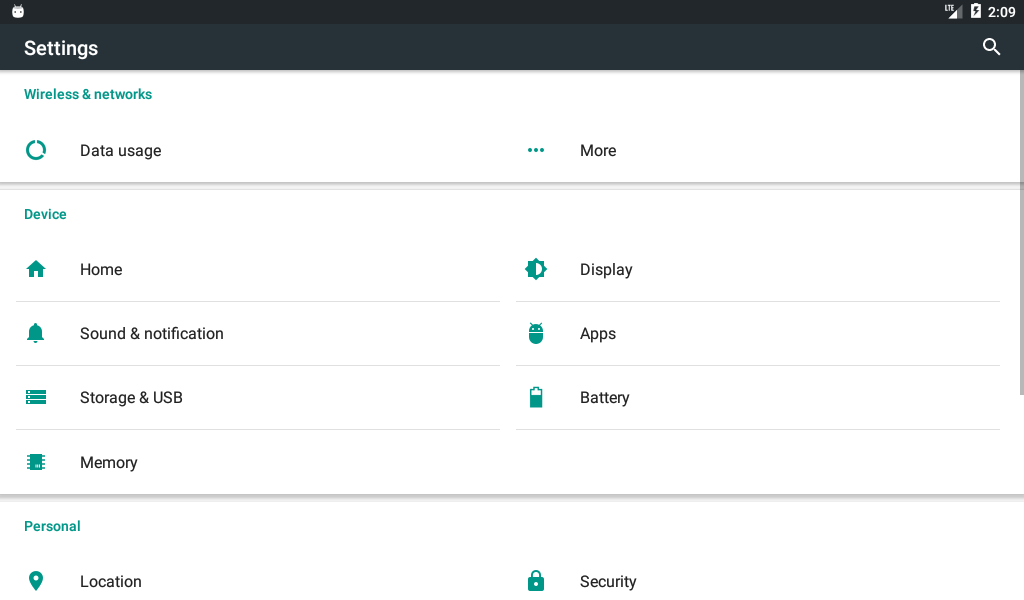 LTE 2:09
Settings
Wireless & networks
Data usage
More
Device
Home
Display
Sound & notification
Apps
Storage & USB
Battery
Memory
Personal
Location
Security